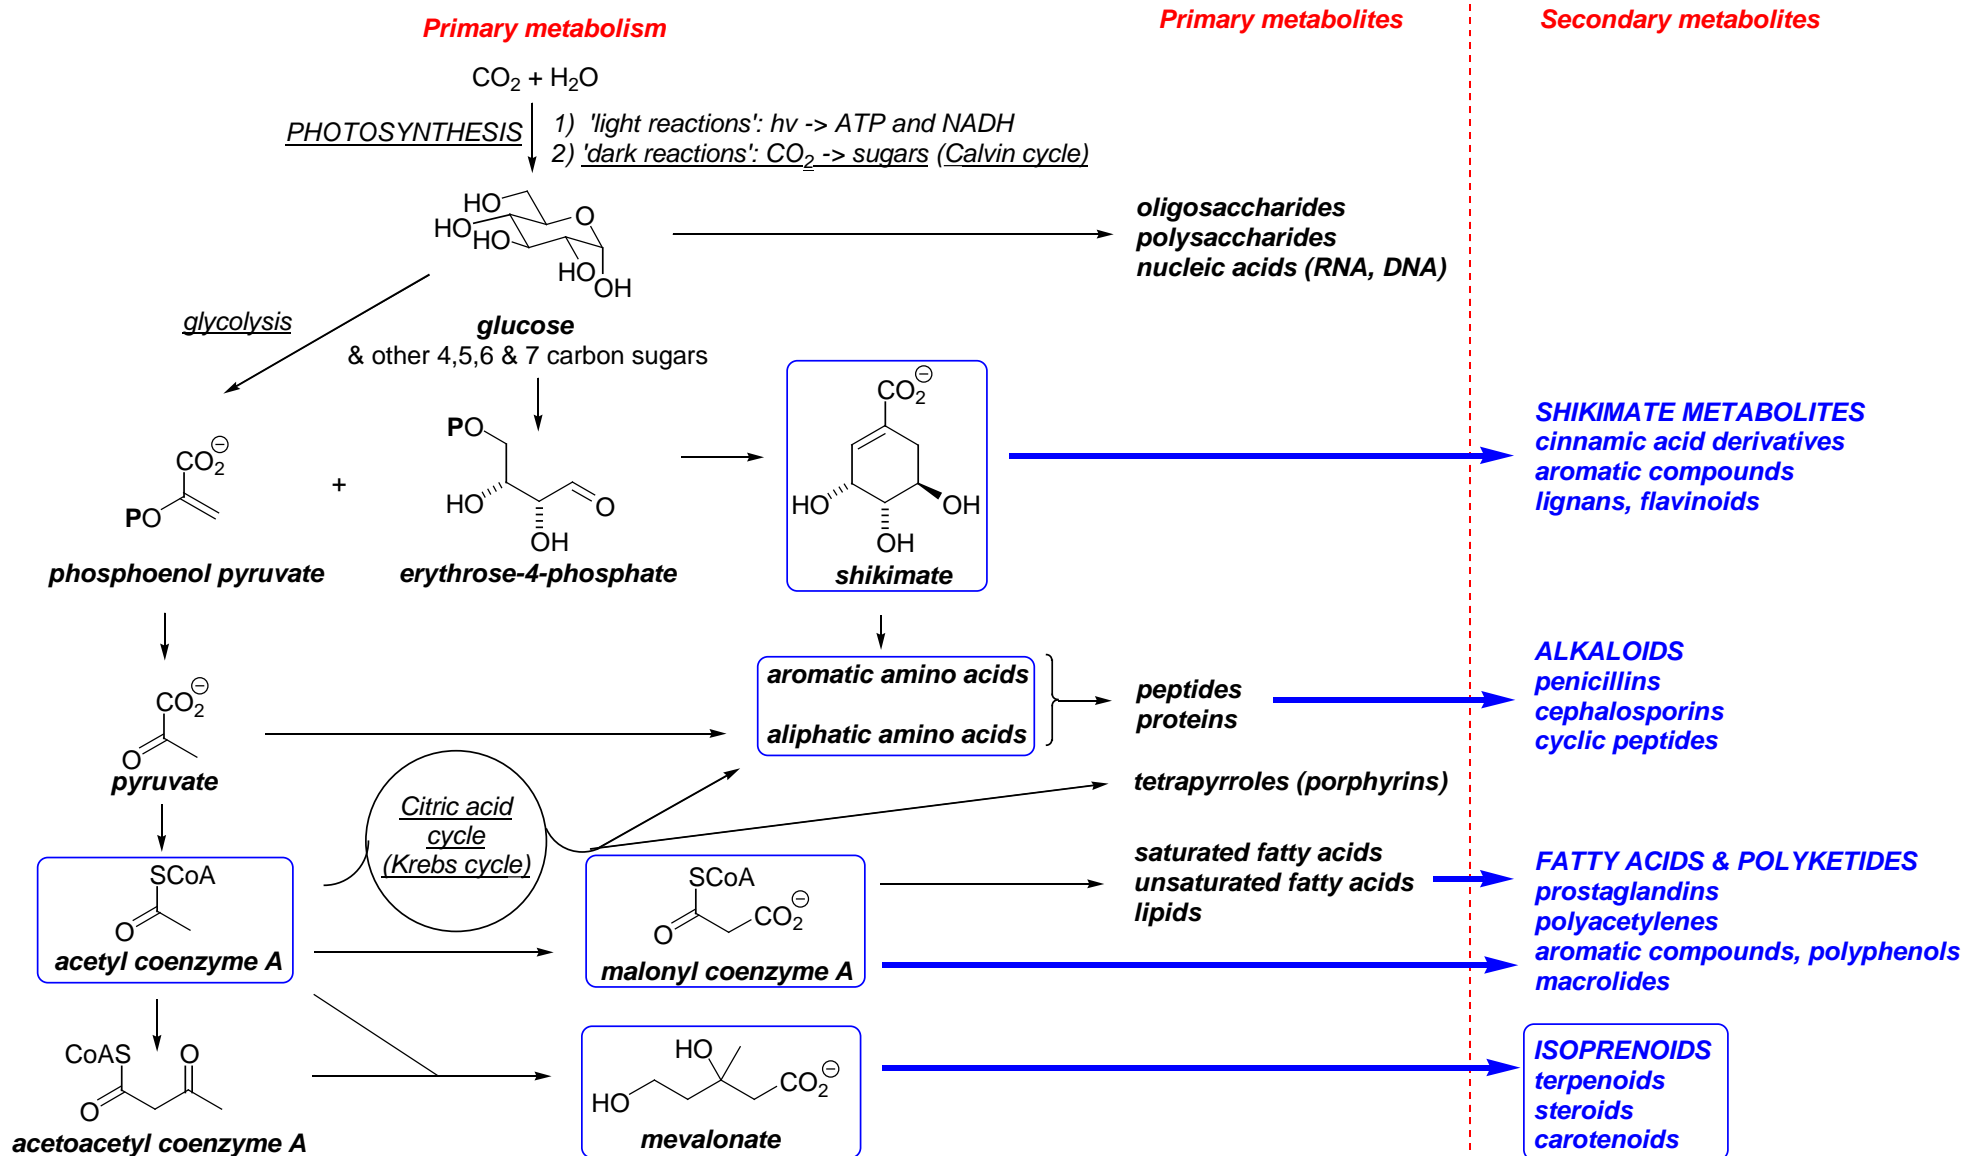 Primary metabolism
Primary metabolites
Secondary metabolites
CO2 + H2O
PHOTOSYNTHESIS
1) 'light reactions': hv -> ATP and NADH
2) 'dark reactions': CO2 -> sugars (Calvin cycle)
HO
HO
HO
O
HO
OH
oligosaccharides
polysaccharides
nucleic acids (RNA, DNA)
glycolysis
glucose
& other 4,5,6 & 7 carbon sugars
CO2⊖
PO
phosphoenol pyruvate
+
PO
HO
O
OH
erythrose-4-phosphate
CO2⊖
HO
OH
OH
shikimate
SHIKIMATE METABOLITES
cinnamic acid derivatives
aromatic compounds
lignans, flavinoids
CO2⊖
O
pyruvate
aromatic amino acids
aliphatic amino acids
peptides
proteins
ALKALOIDS
penicillins
cephalosporins
cyclic peptides
Citric acid
cycle
(Krebs cycle)
tetrapyrroles (porphyrins)
SCoA
O
acetyl coenzyme A
SCoA
O
CO2⊖
malonyl coenzyme A
saturated fatty acids
unsaturated fatty acids
lipids
FATTY ACIDS & POLYKETIDES
prostaglandins
polyacetylenes
aromatic compounds, polyphenols
macrolides
CoAS
O
O
acetoacetyl coenzyme A
HO
HO
CO2⊖
mevalonate
ISOPRENOIDS
terpenoids
steroids
carotenoids